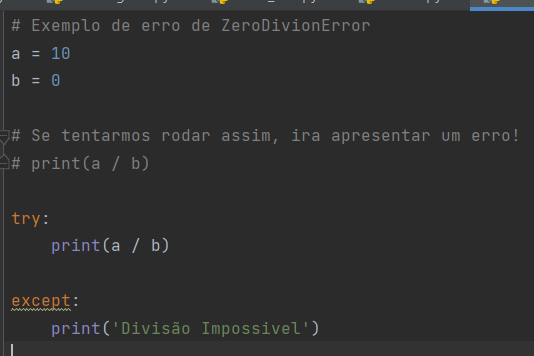 # Exemplo de erro de ZeroDivionError
a = 10
b = 0
# Se tentarmos rodar assim, ira apresentar um erro!
# print(a / b)
try:
    print(a / b)
except:
    print('Divisão Impossivel')